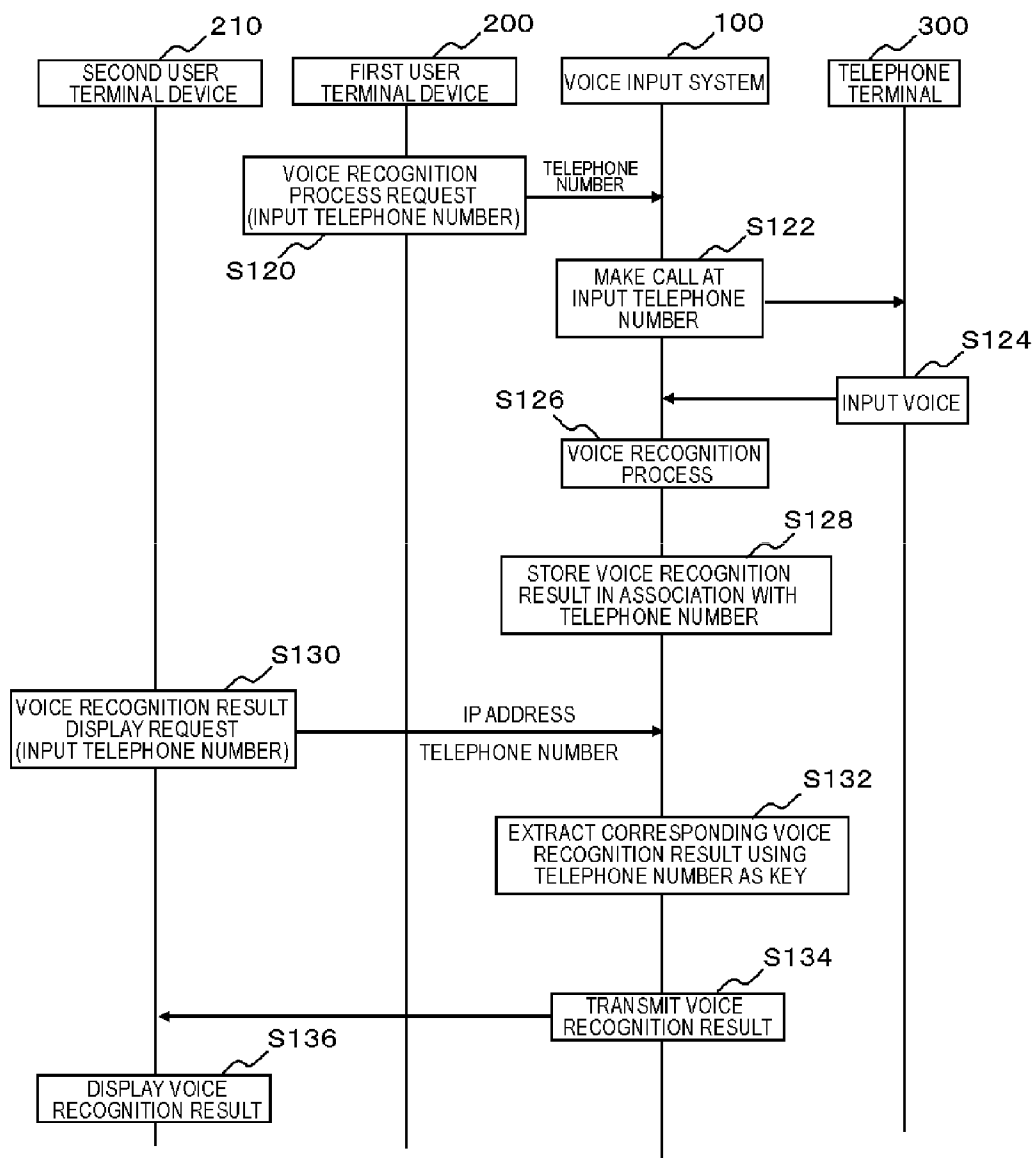 210
200
100
300
SECOND USER
TERMINAL DEVICE
FIRST USER
TERMINAL DEVICE
VOICE INPUT SYSTEM
TELEPHONE
TERMINAL
VOICE RECOGNITION
PROCESS REQUEST
(INPUT TELEPHONE NUMBER)
TELEPHONE
NUMBER
S120
S122
MAKE CALL AT
INPUT TELEPHONE
NUMBER
S124
INPUT VOICE
S126
VOICE RECOGNITION
PROCESS
S128
STORE VOICE RECOGNITION
RESULT IN ASSOCIATION WITH
TELEPHONE NUMBER
S130
VOICE RECOGNITION RESULT
DISPLAY REQUEST
(INPUT TELEPHONE NUMBER)
IP ADDRESS
TELEPHONE NUMBER
S132
EXTRACT CORRESPONDING VOICE
RECOGNITION RESULT USING
TELEPHONE NUMBER AS KEY
S134
TRANSMIT VOICE
RECOGNITION RESULT
S136
DISPLAY VOICE
RECOGNITION RESULT